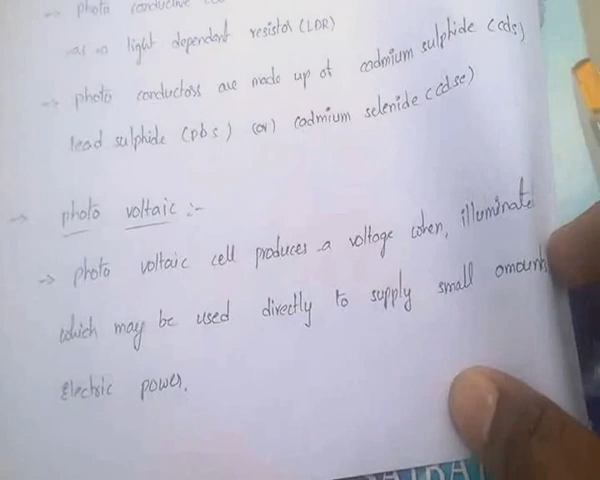 → photo conductive
as a light dependent resistor (LDR)
→ photo conductors are made up of cadmium sulphide (cds)
lead sulphide (pbs) (or) cadmium selenide (cdse)
→ photo voltaic :-
→ photo voltaic cell produces a voltage when, illuminate
which may be used directly to supply small amounts
Electric power.